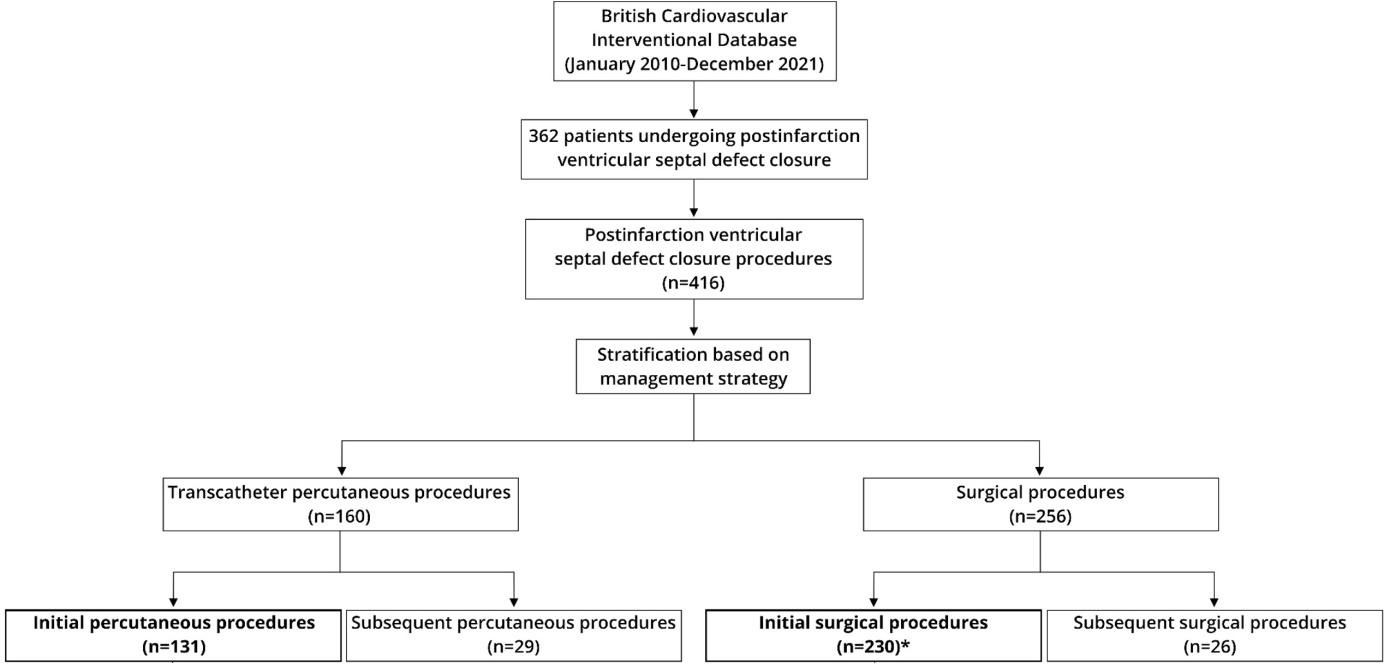 British Cardiovascular
Interventional Database
(January 2010-December 2021)
362 patients undergoing postinfarction
ventricular septal defect closure
Postinfarction ventricular
septal defect closure procedures
(n=416)
Stratification based on
management strategy
Transcatheter percutaneous procedures
(n=160)
Surgical procedures
(n=256)
Initial percutaneous procedures
(n=131)
Subsequent percutaneous procedures
(n=29)
Initial surgical procedures
(n=230)*
Subsequent surgical procedures
(n=26)